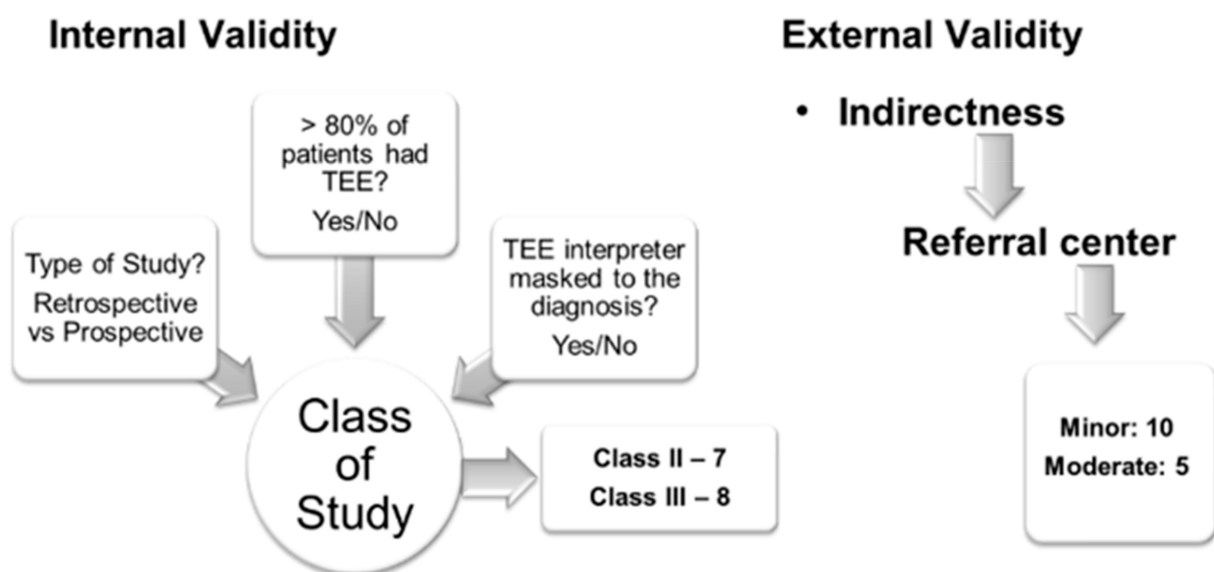 Internal Validity
> 80% of
patients had
TEE?
Yes/No
Type of Study?
Retrospective
vs Prospective
TEE interpreter
masked to the
diagnosis?
Yes/No
Class
of
Study
Class II – 7
Class III – 8
External Validity
• Indirectness
Referral center
Minor: 10
Moderate: 5